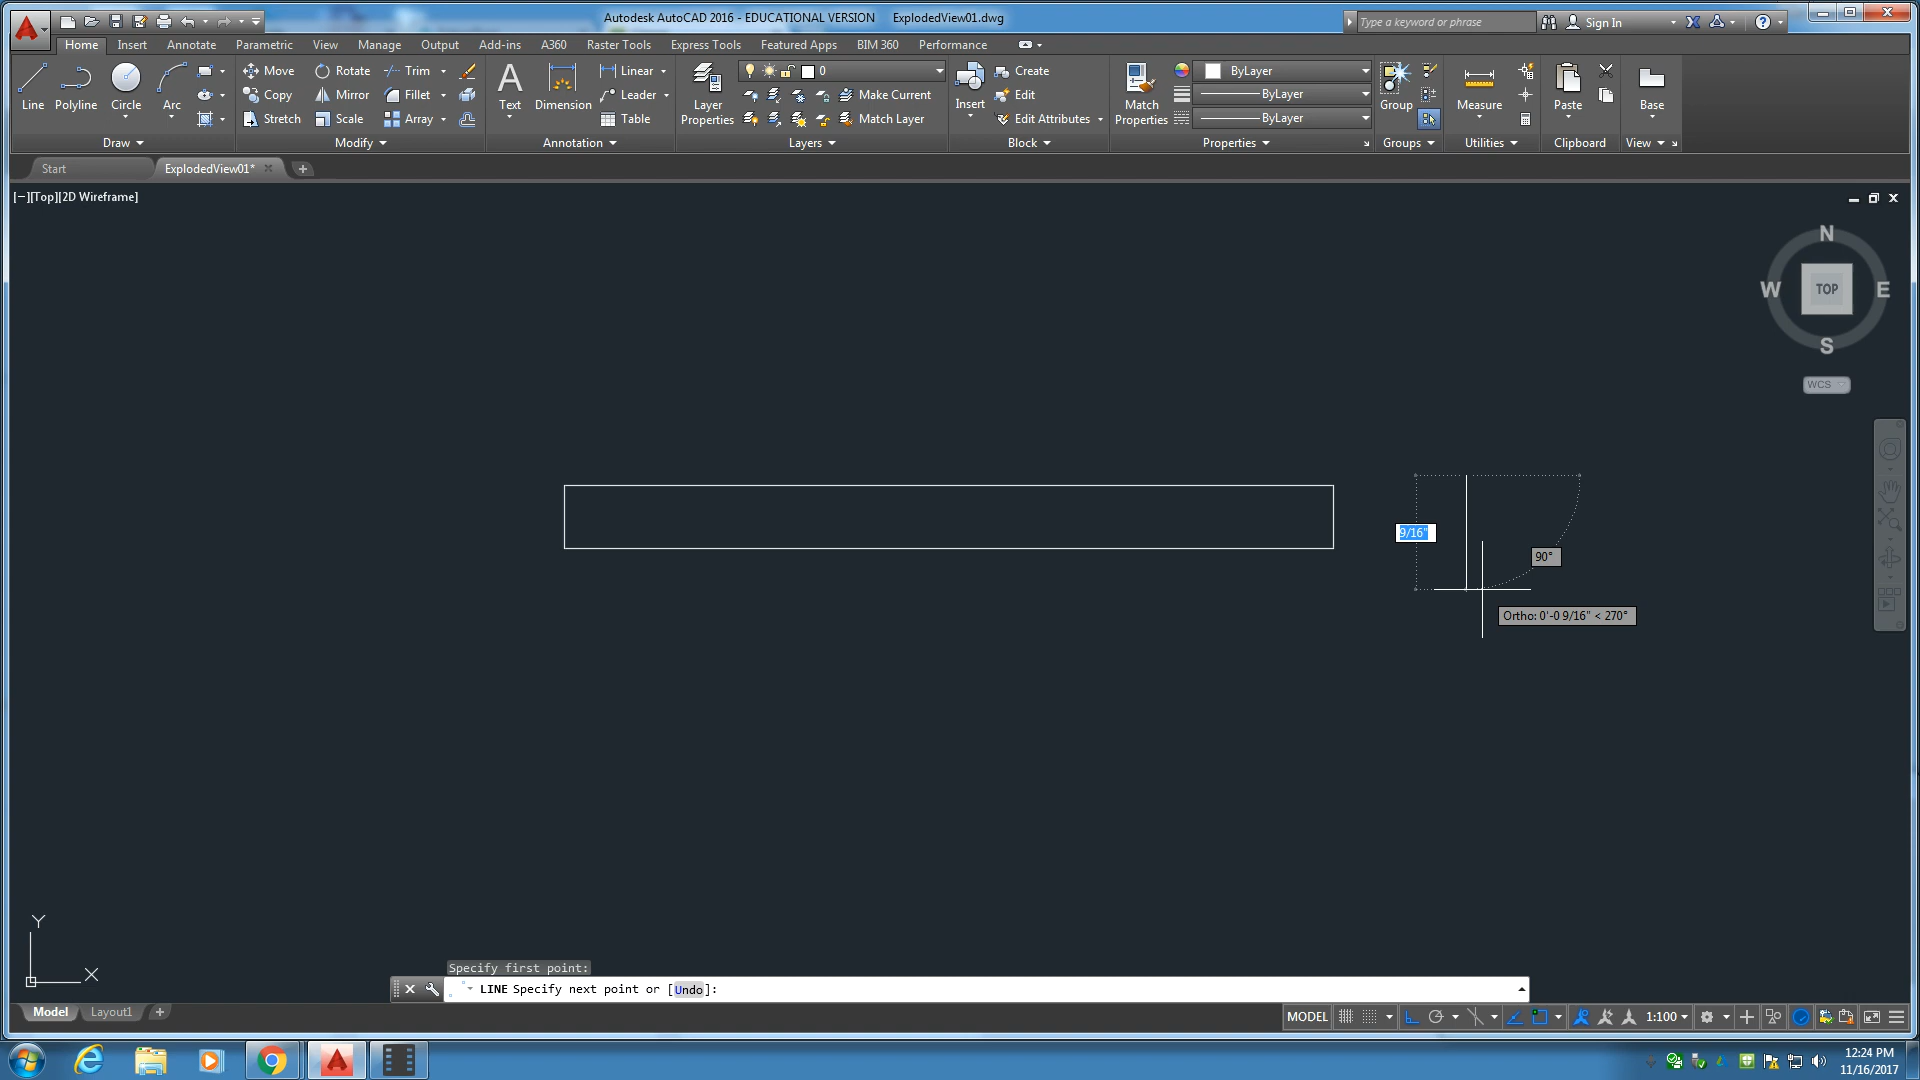 Autodesk AutoCAD 2016 - EDUCATIONAL VERSION ExplodedView01.dwg
Type a keyword or phrase
Sign In
Home Insert Annotate Parametric View Manage Output Add-ins A360 Raster Tools Express Tools Featured Apps BIM 360 Performance
Line Polyline Circle Arc
Move Rotate Trim
Copy Mirror Fillet
Stretch Scale Array
Text Dimension
Linear
Leader
Table
Layer Properties
0
Make Current
Match Layer
Insert
Create
Edit
Edit Attributes
Match Properties
ByLayer
ByLayer
ByLayer
Group
Measure
Paste
Base
Draw Modify Annotation Layers Block Properties Groups Utilities Clipboard View
Start ExplodedView01*
[−][Top][2D Wireframe]
N
W TOP E
S
WCS
9/16"
90°
Ortho: 0'-0 9/16" < 270°
Y
X
Specify first point:
LINE Specify next point or [Undo]:
Model Layout1
MODEL
1:100
12:24 PM
11/16/2017